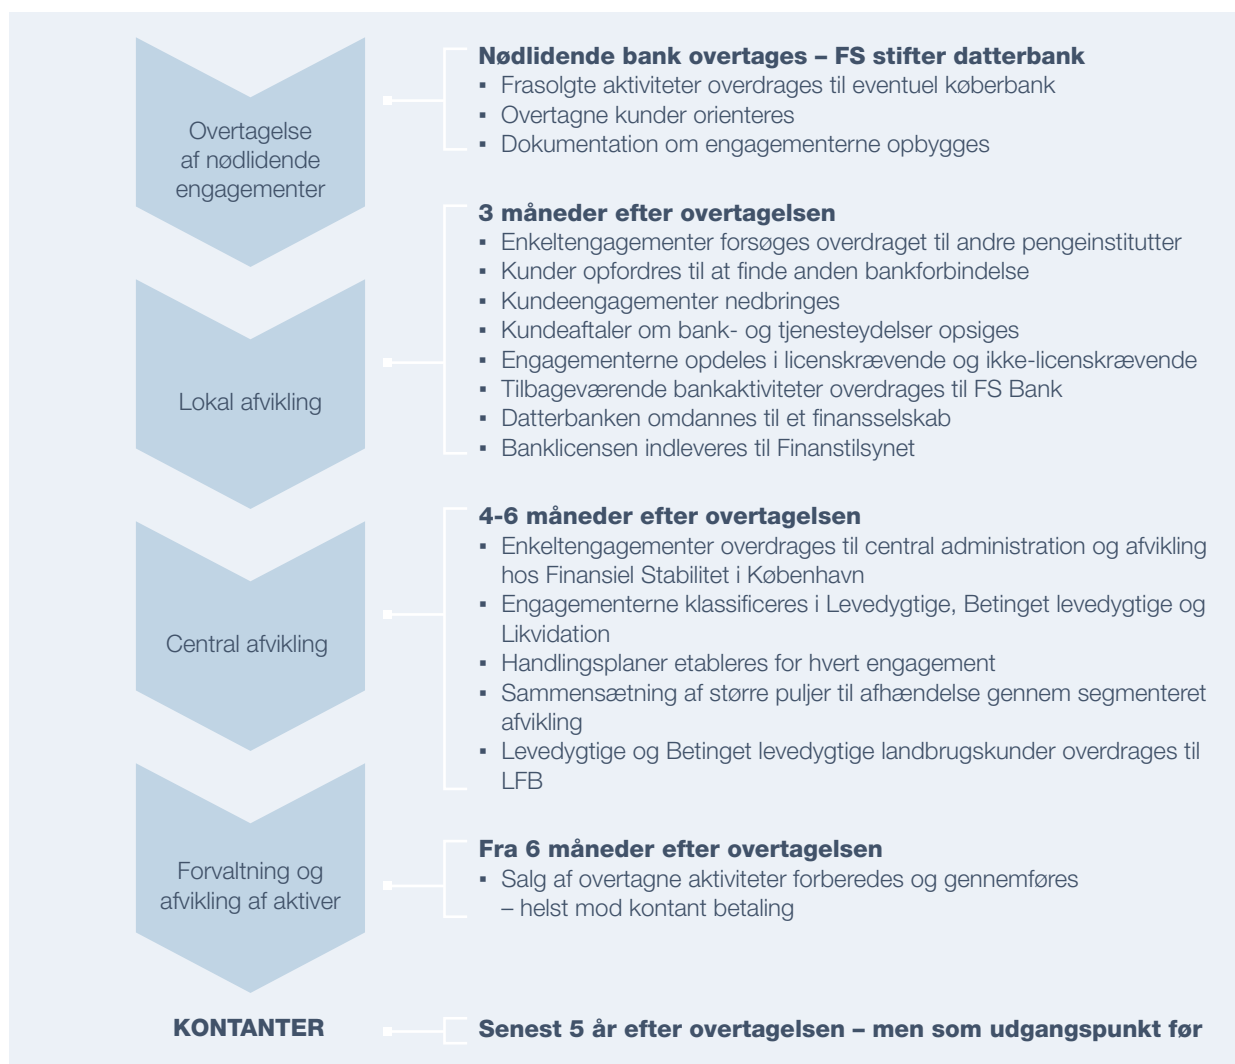 Overtagelse
af nødlidende
engagementer
Nødlidende bank overtages – FS stifter datterbank
▪ Frasolgte aktiviteter overdrages til eventuel køberbank
▪ Overtagne kunder orienteres
▪ Dokumentation om engagementerne opbygges
Lokal afvikling
3 måneder efter overtagelsen
▪ Enkeltengagementer forsøges overdraget til andre pengeinstitutter
▪ Kunder opfordres til at finde anden bankforbindelse
▪ Kundeengagementer nedbringes
▪ Kundeaftaler om bank- og tjenesteydelser opsiges
▪ Engagementerne opdeles i licenskrævende og ikke-licenskrævende
▪ Tilbageværende bankaktiviteter overdrages til FS Bank
▪ Datterbanken omdannes til et finansselskab
▪ Banklicensen indleveres til Finanstilsynet
Central afvikling
4-6 måneder efter overtagelsen
▪ Enkeltengagementer overdrages til central administration og afvikling
hos Finansiel Stabilitet i København
▪ Engagementerne klassificeres i Levedygtige, Betinget levedygtige og
Likvidation
▪ Handlingsplaner etableres for hvert engagement
▪ Sammensætning af større puljer til afhændelse gennem segmenteret
afvikling
▪ Levedygtige og Betinget levedygtige landbrugskunder overdrages til
LFB
Forvaltning og
afvikling af aktiver
Fra 6 måneder efter overtagelsen
▪ Salg af overtagne aktiviteter forberedes og gennemføres
– helst mod kontant betaling
KONTANTER
Senest 5 år efter overtagelsen – men som udgangspunkt før